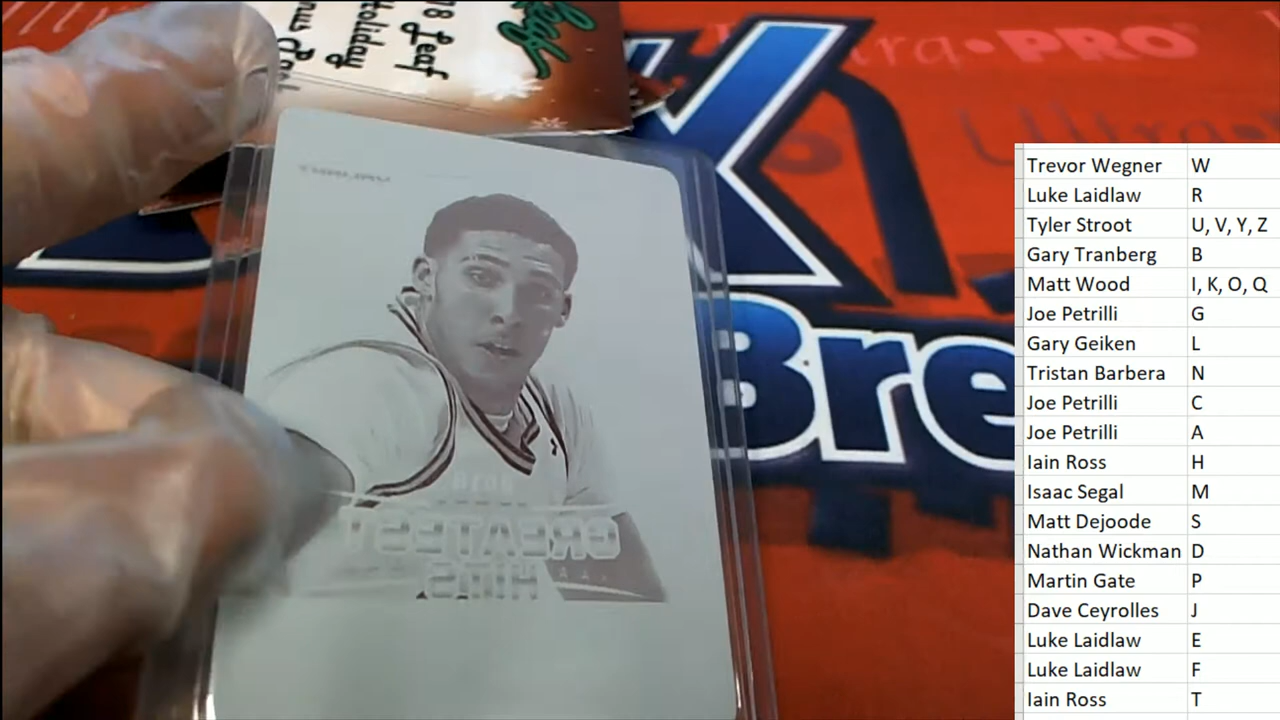 Leaf
'18 Leaf
Holiday
Ultra•PRO
K
Bre
GREATEST
HITS
Trevor Wegner W
Luke Laidlaw R
Tyler Stroot U, V, Y, Z
Gary Tranberg B
Matt Wood I, K, O, Q
Joe Petrilli G
Gary Geiken L
Tristan Barbera N
Joe Petrilli C
Joe Petrilli A
Iain Ross H
Isaac Segal M
Matt Dejoode S
Nathan Wickman D
Martin Gate P
Dave Ceyrolles J
Luke Laidlaw E
Luke Laidlaw F
Iain Ross T